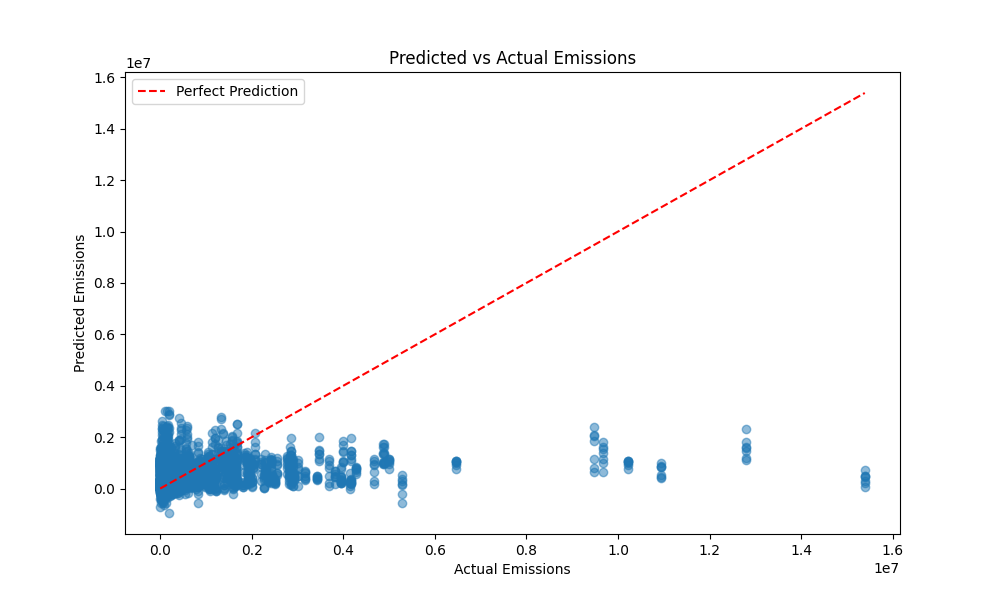 Predicted vs Actual Emissions
1e7
Perfect Prediction
1.6
1.4
1.2
1.0
0.8
0.6
0.4
0.2
0.0
Predicted Emissions
0.0 0.2 0.4 0.6 0.8 1.0 1.2 1.4 1.6
Actual Emissions
1e7